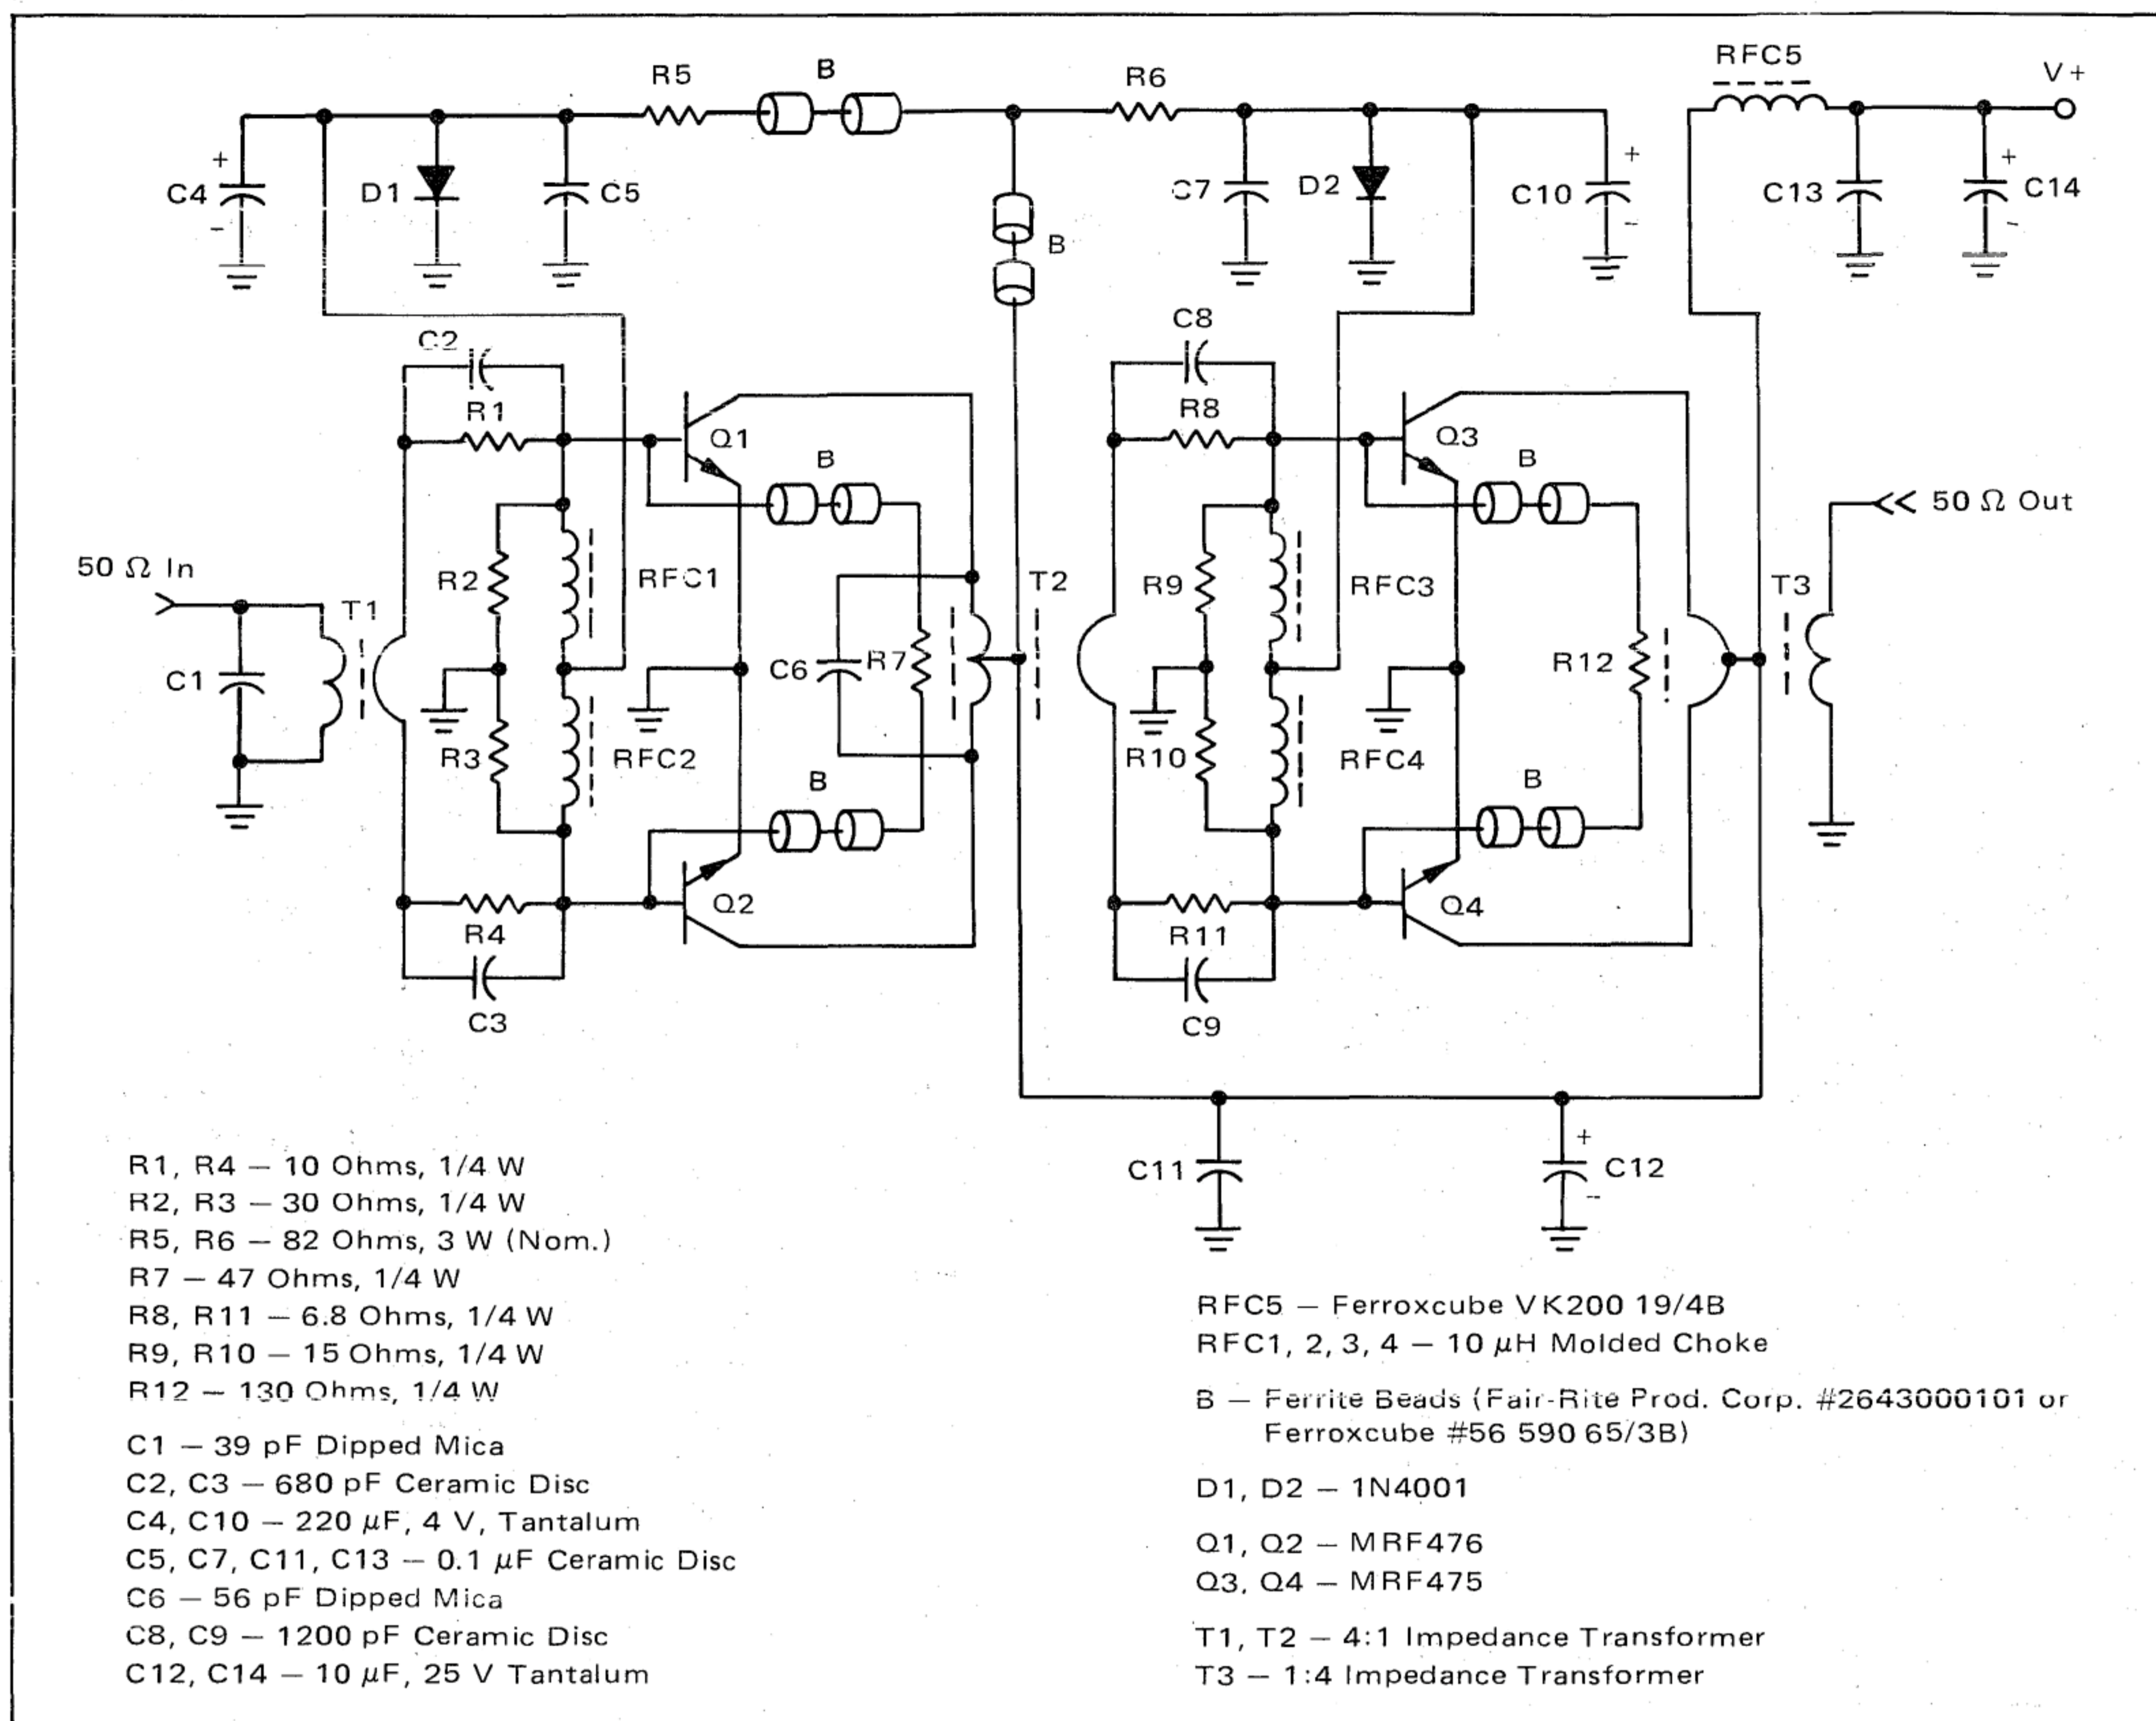 R5
B
R6
RFC5
V+
+
C4
−
D1
C5
B
C7
D2
+
C10
−
C13
+
C14
−
C2
R1
Q1
B
C8
R8
Q3
B
50 Ω Out
50 Ω In
T1
C1
R2
RFC1
R3
RFC2
C6
R7
T2
B
R9
RFC3
R10
RFC4
R12
T3
B
R4
Q2
C3
R11
Q4
C9
C11
+
C12
−
R1, R4 — 10 Ohms, 1/4 W
R2, R3 — 30 Ohms, 1/4 W
R5, R6 — 82 Ohms, 3 W (Nom.)
R7 — 47 Ohms, 1/4 W
R8, R11 — 6.8 Ohms, 1/4 W
R9, R10 — 15 Ohms, 1/4 W
R12 — 130 Ohms, 1/4 W
C1 — 39 pF Dipped Mica
C2, C3 — 680 pF Ceramic Disc
C4, C10 — 220 μF, 4 V, Tantalum
C5, C7, C11, C13 — 0.1 μF Ceramic Disc
C6 — 56 pF Dipped Mica
C8, C9 — 1200 pF Ceramic Disc
C12, C14 — 10 μF, 25 V Tantalum
RFC5 — Ferroxcube VK200 19/4B
RFC1, 2, 3, 4 — 10 μH Molded Choke
B — Ferrite Beads (Fair-Rite Prod. Corp. #2643000101 or
Ferroxcube #56 590 65/3B)
D1, D2 — 1N4001
Q1, Q2 — MRF476
Q3, Q4 — MRF475
T1, T2 — 4:1 Impedance Transformer
T3 — 1:4 Impedance Transformer